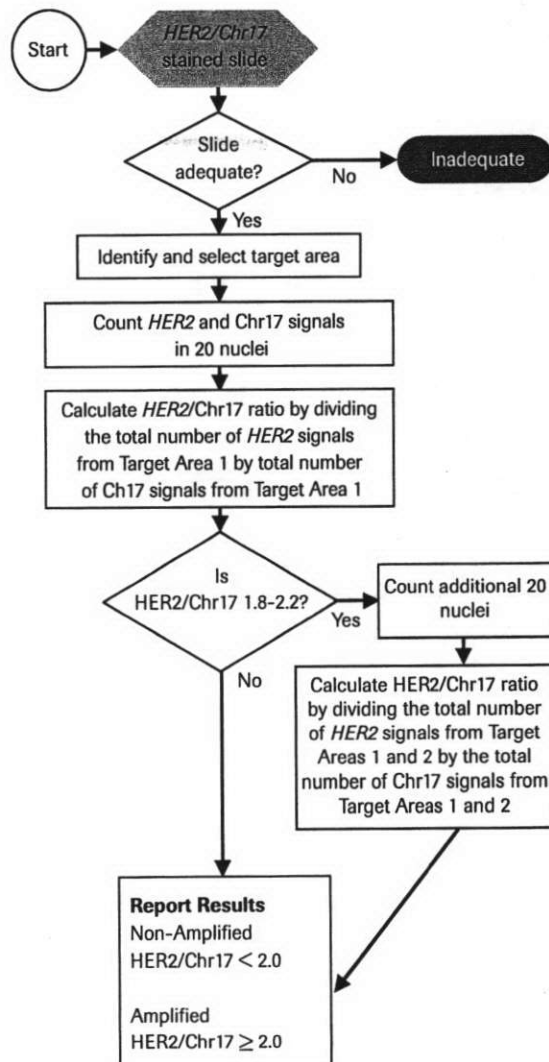 Start
HER2/Chr17
stained slide
Slide
adequate?
No
Inadequate
Yes
Identify and select target area
Count HER2 and Chr17 signals
in 20 nuclei
Calculate HER2/Chr17 ratio by dividing
the total number of HER2 signals
from Target Area 1 by total number
of Ch17 signals from Target Area 1
Is
HER2/Chr17 1.8-2.2?
Yes
Count additional 20
nuclei
No
Calculate HER2/Chr17 ratio
by dividing the total number
of HER2 signals from Target
Areas 1 and 2 by the total
number of Chr17 signals from
Target Areas 1 and 2
Report Results
Non-Amplified
HER2/Chr17 < 2.0
Amplified
HER2/Chr17 ≥ 2.0